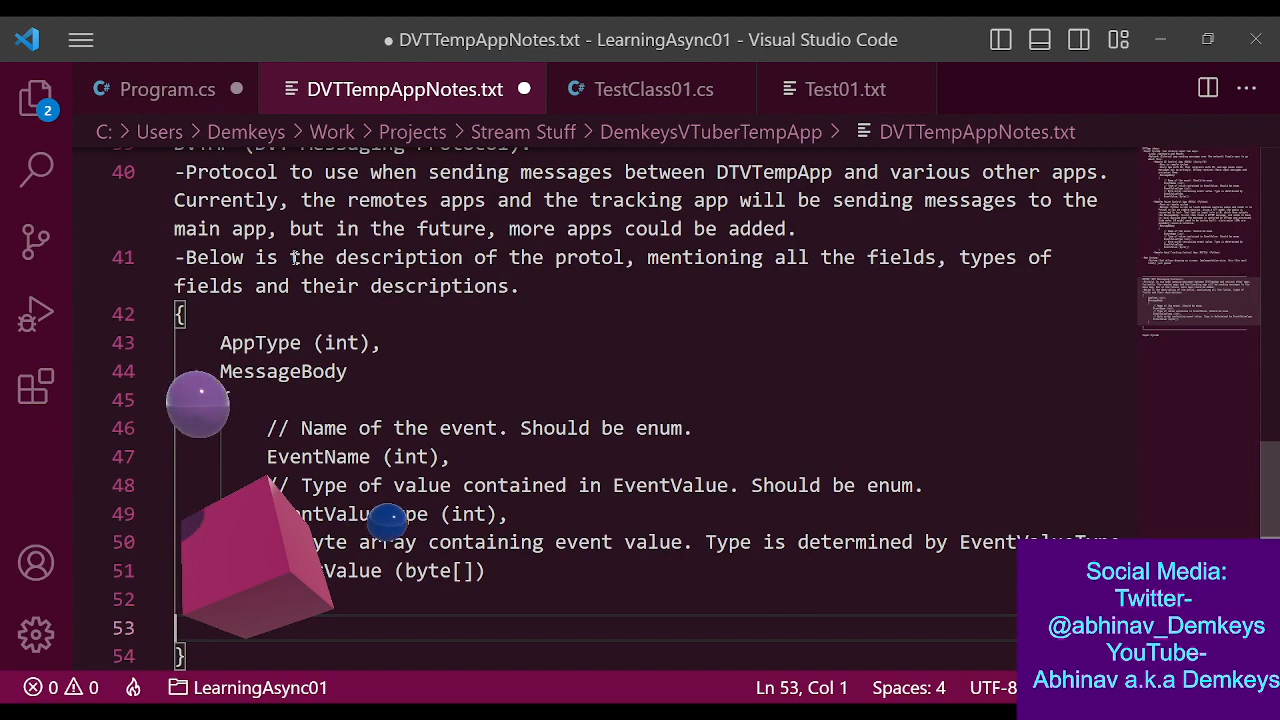 DVTTempAppNotes.txt - LearningAsync01 - Visual Studio Code
Program.cs
DVTTempAppNotes.txt
TestClass01.cs
Test01.txt
C: > Users > Demkeys > Work > Projects > Stream Stuff > DemkeysVTuberTempApp > DVTTempAppNotes.txt
2
(DVT Messaging Protocol):
40 -Protocol to use when sending messages between DTVTempApp and various other apps.
Currently, the remotes apps and the tracking app will be sending messages to the
main app, but in the future, more apps could be added.
41 -Below is the description of the protol, mentioning all the fields, types of
fields and their descriptions.
42 {
43 AppType (int),
44 MessageBody
45
46 // Name of the event. Should be enum.
47 EventName (int),
48 // Type of value contained in EventValue. Should be enum.
49 (int),
50 array containing event value. Type is determined by EventValueType
51 (byte[])
52
53
54 }
Social Media:
Twitter-
@abhinav_Demkeys
YouTube-
Abhinav a.k.a Demkeys
0 0 LearningAsync01 Ln 53, Col 1 Spaces: 4 UTF-8